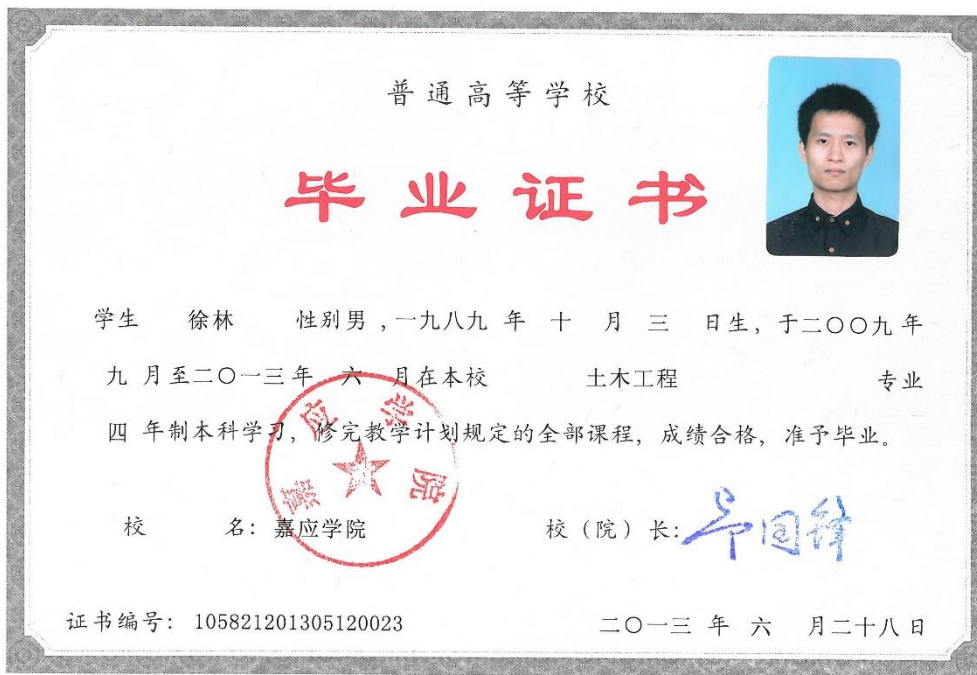 普通高等学校
毕业证书
学生 徐林 性别男，一九八九 年 十 月 三 日生，于二〇〇九 年
九 月至二〇一三 年 六 月在本校 土木工程 专业
四 年制本科学习，修完教学计划规定的全部课程，成绩合格，准予毕业。
嘉应学院
校 名：嘉应学院 校（院）长：
证书编号：105821201305120023 二〇一三 年 六 月二十八 日